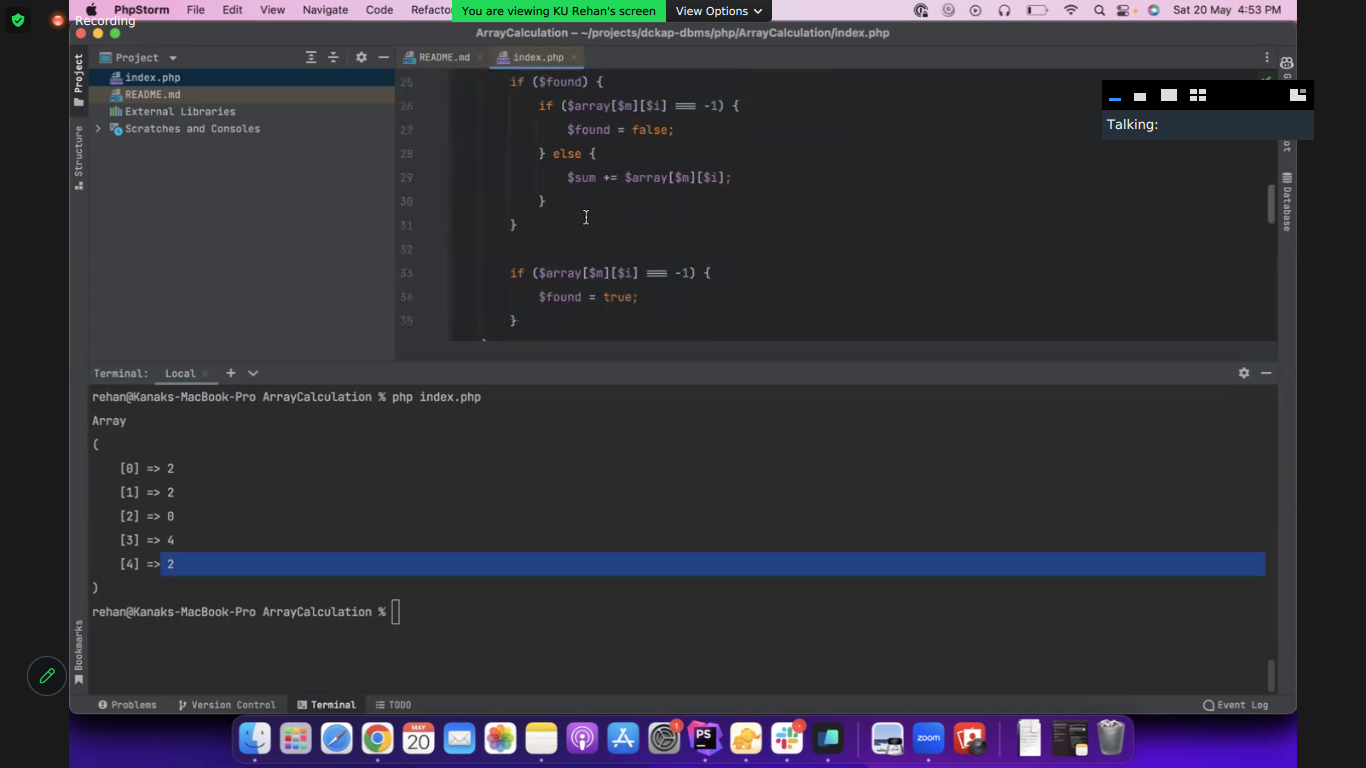 Recording
PhpStorm File Edit View Navigate Code Refactor
You are viewing KU Rehan's screen View Options
Sat 20 May 4:53 PM
ArrayCalculation – ~/projects/dckap-dbms/php/ArrayCalculation/index.php
Project
README.md
index.php
Project
index.php
README.md
External Libraries
Scratches and Consoles
Structure
Bookmarks
25 if ($found) {
26 if ($array[$m][$i] === -1) {
27 $found = false;
28 } else {
29 $sum += $array[$m][$i];
30 }
31 }
32
33 if ($array[$m][$i] === -1) {
34 $found = true;
35 }
Talking:
Database
Terminal: Local
rehan@Kanaks-MacBook-Pro ArrayCalculation % php index.php
Array
(
[0] => 2
[1] => 2
[2] => 0
[3] => 4
[4] => 2
)
rehan@Kanaks-MacBook-Pro ArrayCalculation %
Problems Version Control Terminal TODO Event Log
MAY
20
1
PS
zoom